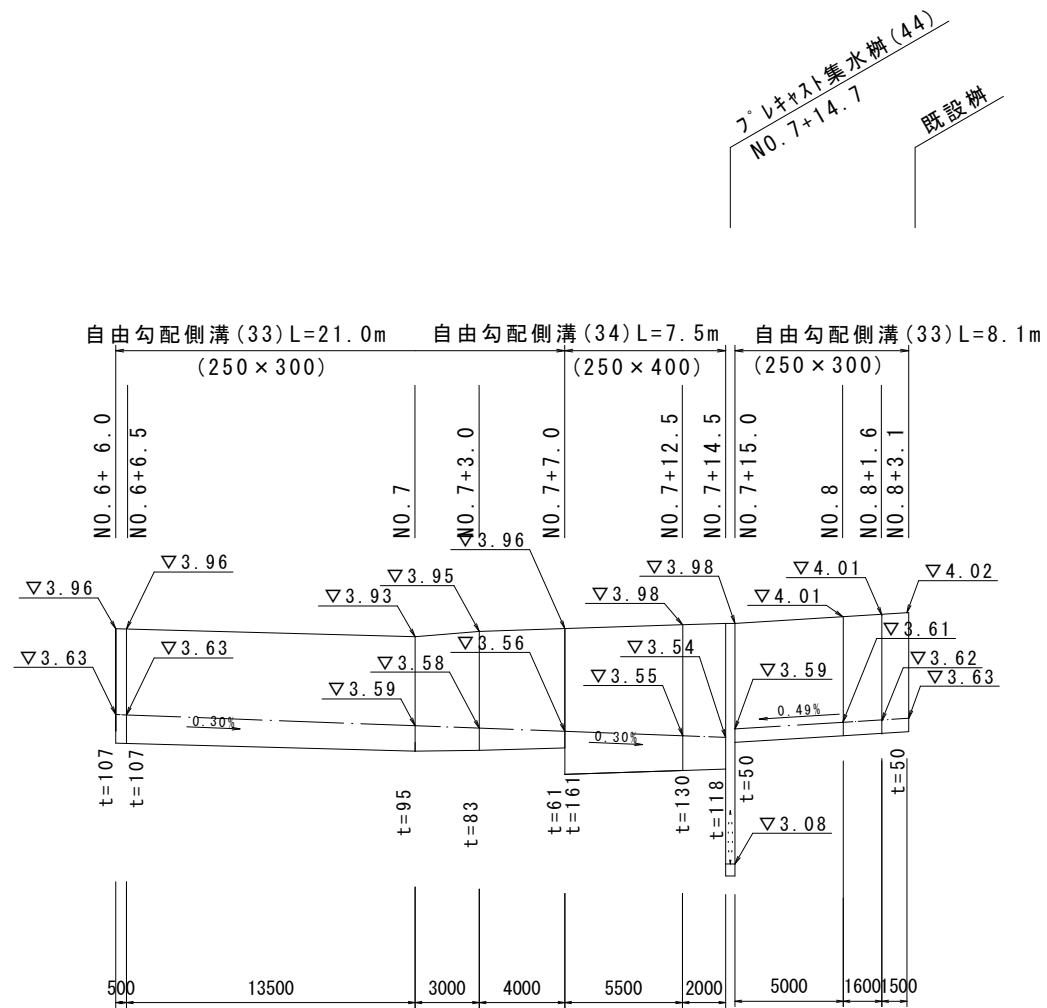 プレキャスト集水桝(44)
NO.7+14.7
既設桝
自由勾配側溝(33)L=21.0m
(250×300)
自由勾配側溝(34)L=7.5m
(250×400)
自由勾配側溝(33)L=8.1m
(250×300)
NO.6+ 6.0
NO.6+6.5
NO.7
NO.7+3.0
NO.7+7.0
NO.7+12.5
NO.7+14.5
NO.7+15.0
NO.8
NO.8+1.6
NO.8+3.1
▽3.96
▽3.96
▽3.93
▽3.95
▽3.96
▽3.98
▽3.98
▽4.01
▽4.01
▽4.02
▽3.63
▽3.63
▽3.59
▽3.58
▽3.56
▽3.55
▽3.54
▽3.59
▽3.61
▽3.62
▽3.63
0.30%
0.30%
0.49%
t=107
t=107
t=95
t=83
t=61
t=161
t=130
t=118
t=50
t=50
▽3.08
500
13500
3000
4000
5500
2000
5000
1600
1500